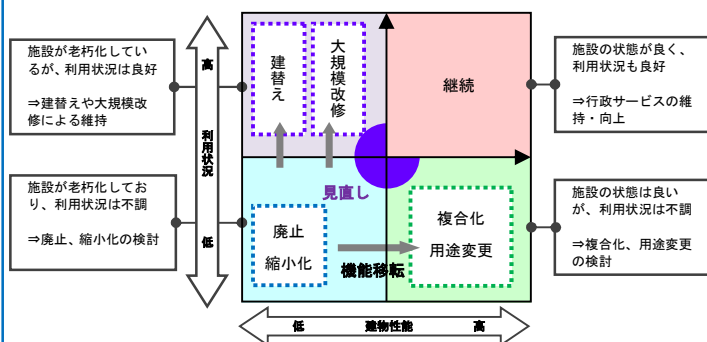 施設が老朽化してい
るが、利用状況は良好
⇒建替えや大規模改
修による維持
施設が老朽化してお
り、利用状況は不調
⇒廃止、縮小化の検討
高
利用状況
低
建替え
大規模改修
継続
見直し
廃止
縮小化
機能移転
複合化
用途変更
低
建物性能
高
施設の状態が良く、
利用状況も良好
⇒行政サービスの維
持・向上
施設の状態は良い
が、利用状況は不調
⇒複合化、用途変更
の検討